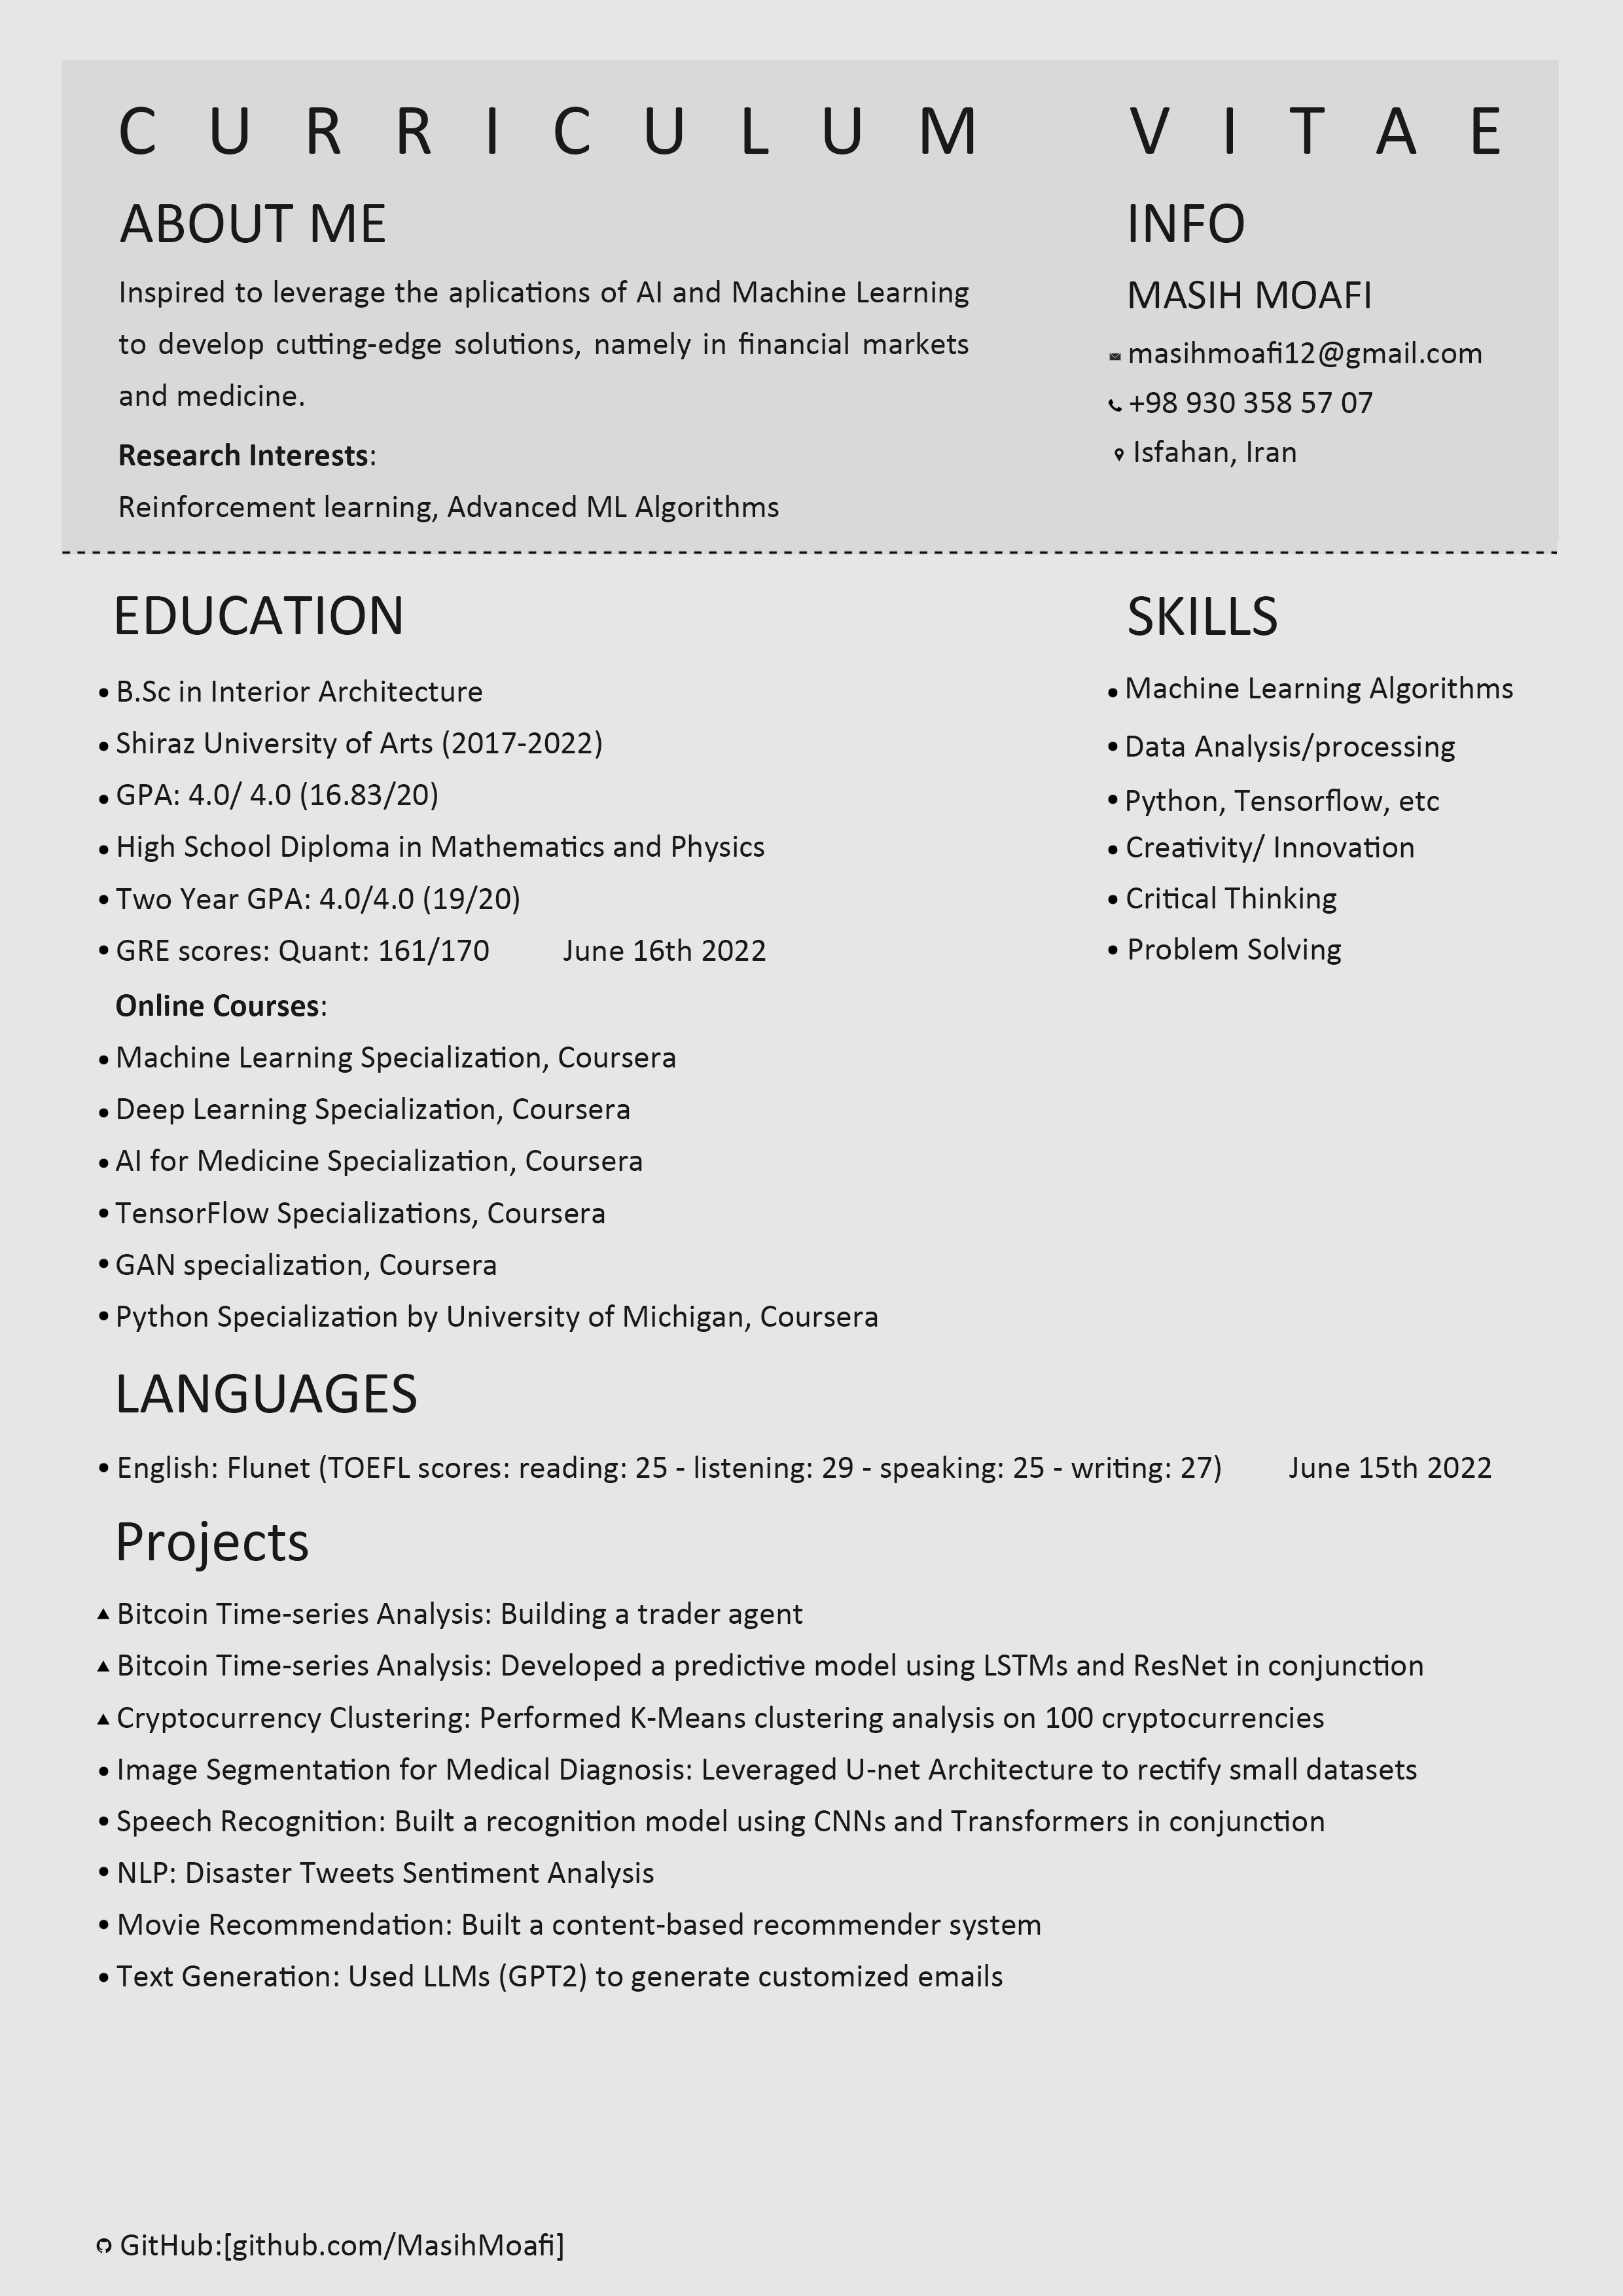 CURRICULUM VITAE
ABOUT ME
Inspired to leverage the aplications of AI and Machine Learning
to develop cutting-edge solutions, namely in financial markets
and medicine.
Research Interests:
Reinforcement learning, Advanced ML Algorithms
INFO
MASIH MOAFI
masihmoafi12@gmail.com
+98 930 358 57 07
Isfahan, Iran
EDUCATION
• B.Sc in Interior Architecture
• Shiraz University of Arts (2017-2022)
• GPA: 4.0/ 4.0 (16.83/20)
• High School Diploma in Mathematics and Physics
• Two Year GPA: 4.0/4.0 (19/20)
• GRE scores: Quant: 161/170 June 16th 2022
Online Courses:
• Machine Learning Specialization, Coursera
• Deep Learning Specialization, Coursera
• AI for Medicine Specialization, Coursera
• TensorFlow Specializations, Coursera
• GAN specialization, Coursera
• Python Specialization by University of Michigan, Coursera
SKILLS
• Machine Learning Algorithms
• Data Analysis/processing
• Python, Tensorflow, etc
• Creativity/ Innovation
• Critical Thinking
• Problem Solving
LANGUAGES
• English: Flunet (TOEFL scores: reading: 25 - listening: 29 - speaking: 25 - writing: 27) June 15th 2022
Projects
▲ Bitcoin Time-series Analysis: Building a trader agent
▲ Bitcoin Time-series Analysis: Developed a predictive model using LSTMs and ResNet in conjunction
▲ Cryptocurrency Clustering: Performed K-Means clustering analysis on 100 cryptocurrencies
• Image Segmentation for Medical Diagnosis: Leveraged U-net Architecture to rectify small datasets
• Speech Recognition: Built a recognition model using CNNs and Transformers in conjunction
• NLP: Disaster Tweets Sentiment Analysis
• Movie Recommendation: Built a content-based recommender system
• Text Generation: Used LLMs (GPT2) to generate customized emails
GitHub:[github.com/MasihMoafi]